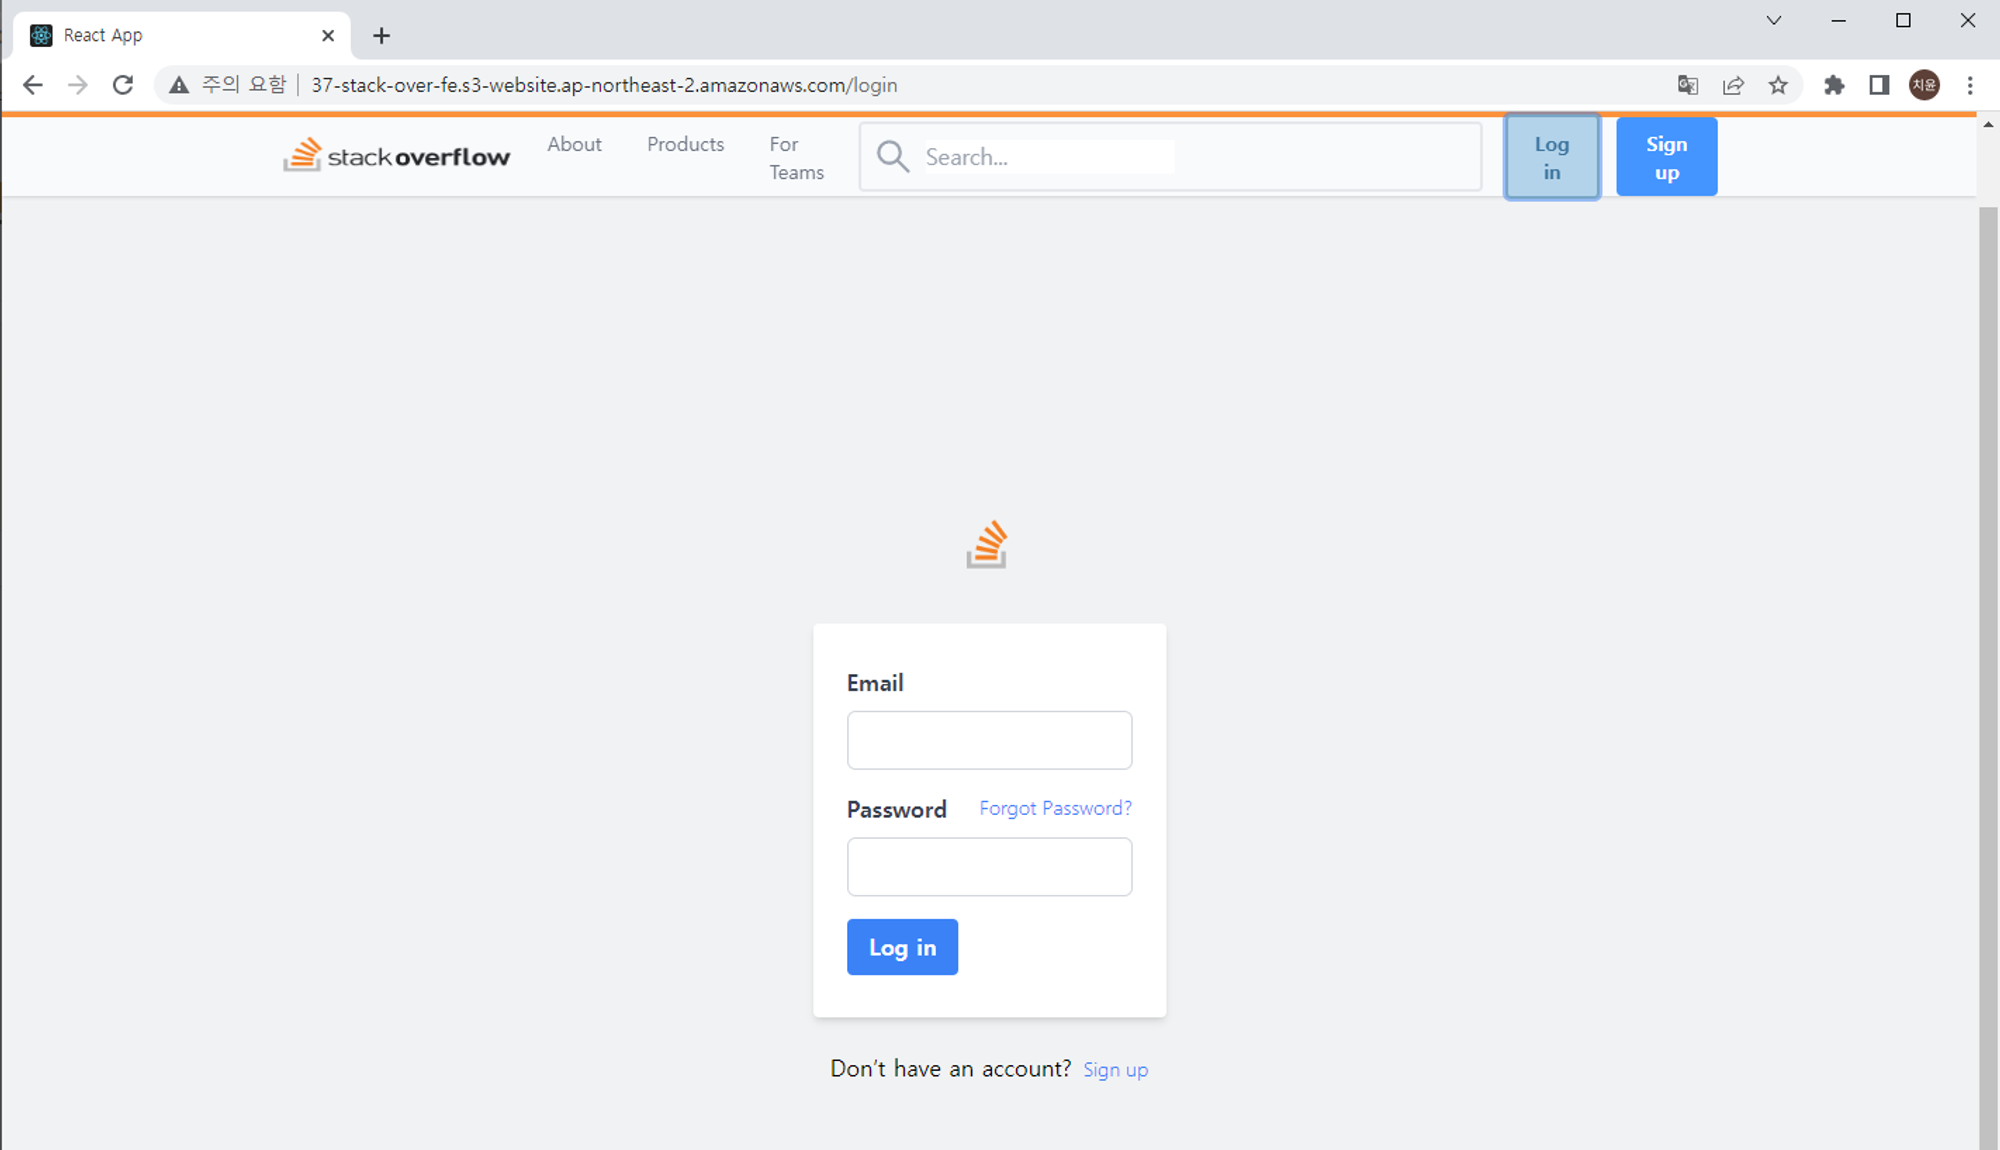 React App
주의 요함 37-stack-over-fe.s3-website.ap-northeast-2.amazonaws.com/login
치윤
stackoverflow
About
Products
For
Teams
Search...
Log
in
Sign
up
Email
Password Forgot Password?
Log in
Don't have an account? Sign up